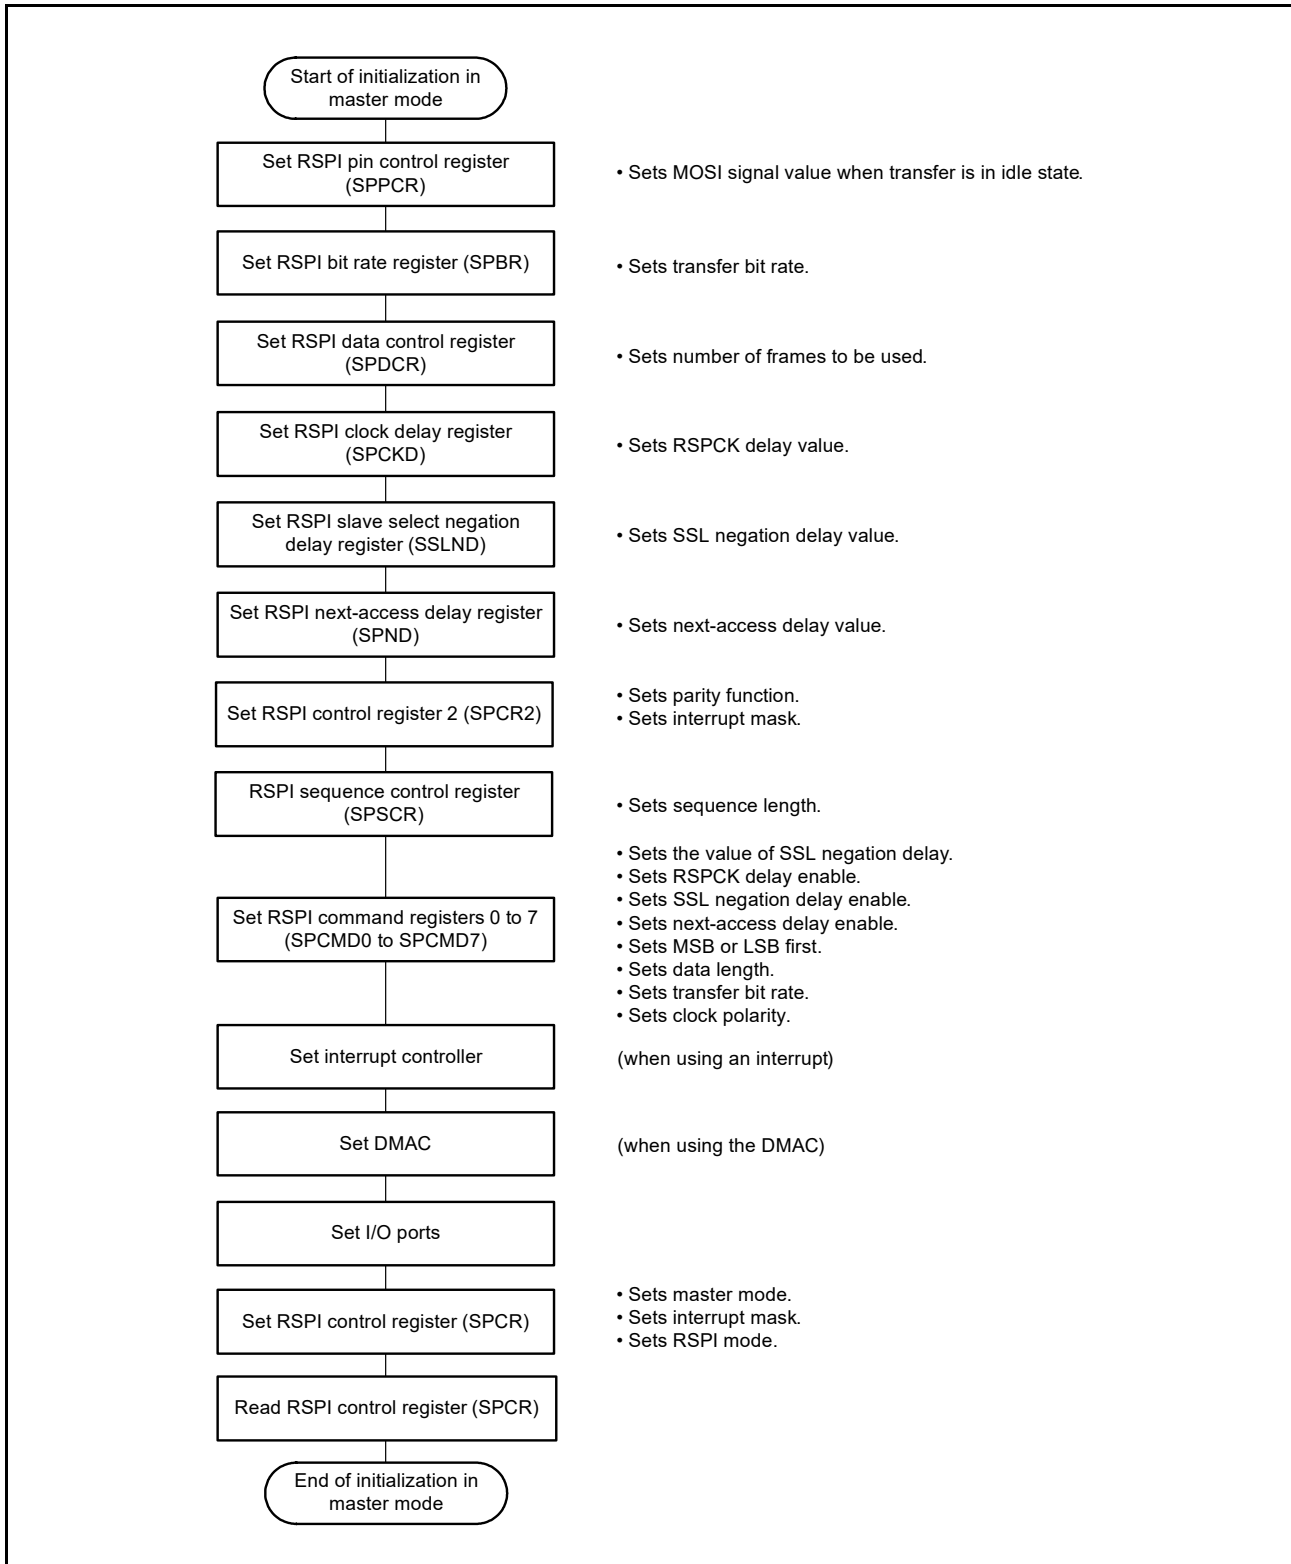 Start of initialization in
master mode
Set RSPI pin control register
(SPPCR)
• Sets MOSI signal value when transfer is in idle state.
Set RSPI bit rate register (SPBR)
• Sets transfer bit rate.
Set RSPI data control register
(SPDCR)
• Sets number of frames to be used.
Set RSPI clock delay register
(SPCKD)
• Sets RSPCK delay value.
Set RSPI slave select negation
delay register (SSLND)
• Sets SSL negation delay value.
Set RSPI next-access delay register
(SPND)
• Sets next-access delay value.
Set RSPI control register 2 (SPCR2)
• Sets parity function.
• Sets interrupt mask.
RSPI sequence control register
(SPSCR)
• Sets sequence length.
Set RSPI command registers 0 to 7
(SPCMD0 to SPCMD7)
• Sets the value of SSL negation delay.
• Sets RSPCK delay enable.
• Sets SSL negation delay enable.
• Sets next-access delay enable.
• Sets MSB or LSB first.
• Sets data length.
• Sets transfer bit rate.
• Sets clock polarity.
Set interrupt controller
(when using an interrupt)
Set DMAC
(when using the DMAC)
Set I/O ports
Set RSPI control register (SPCR)
• Sets master mode.
• Sets interrupt mask.
• Sets RSPI mode.
Read RSPI control register (SPCR)
End of initialization in
master mode